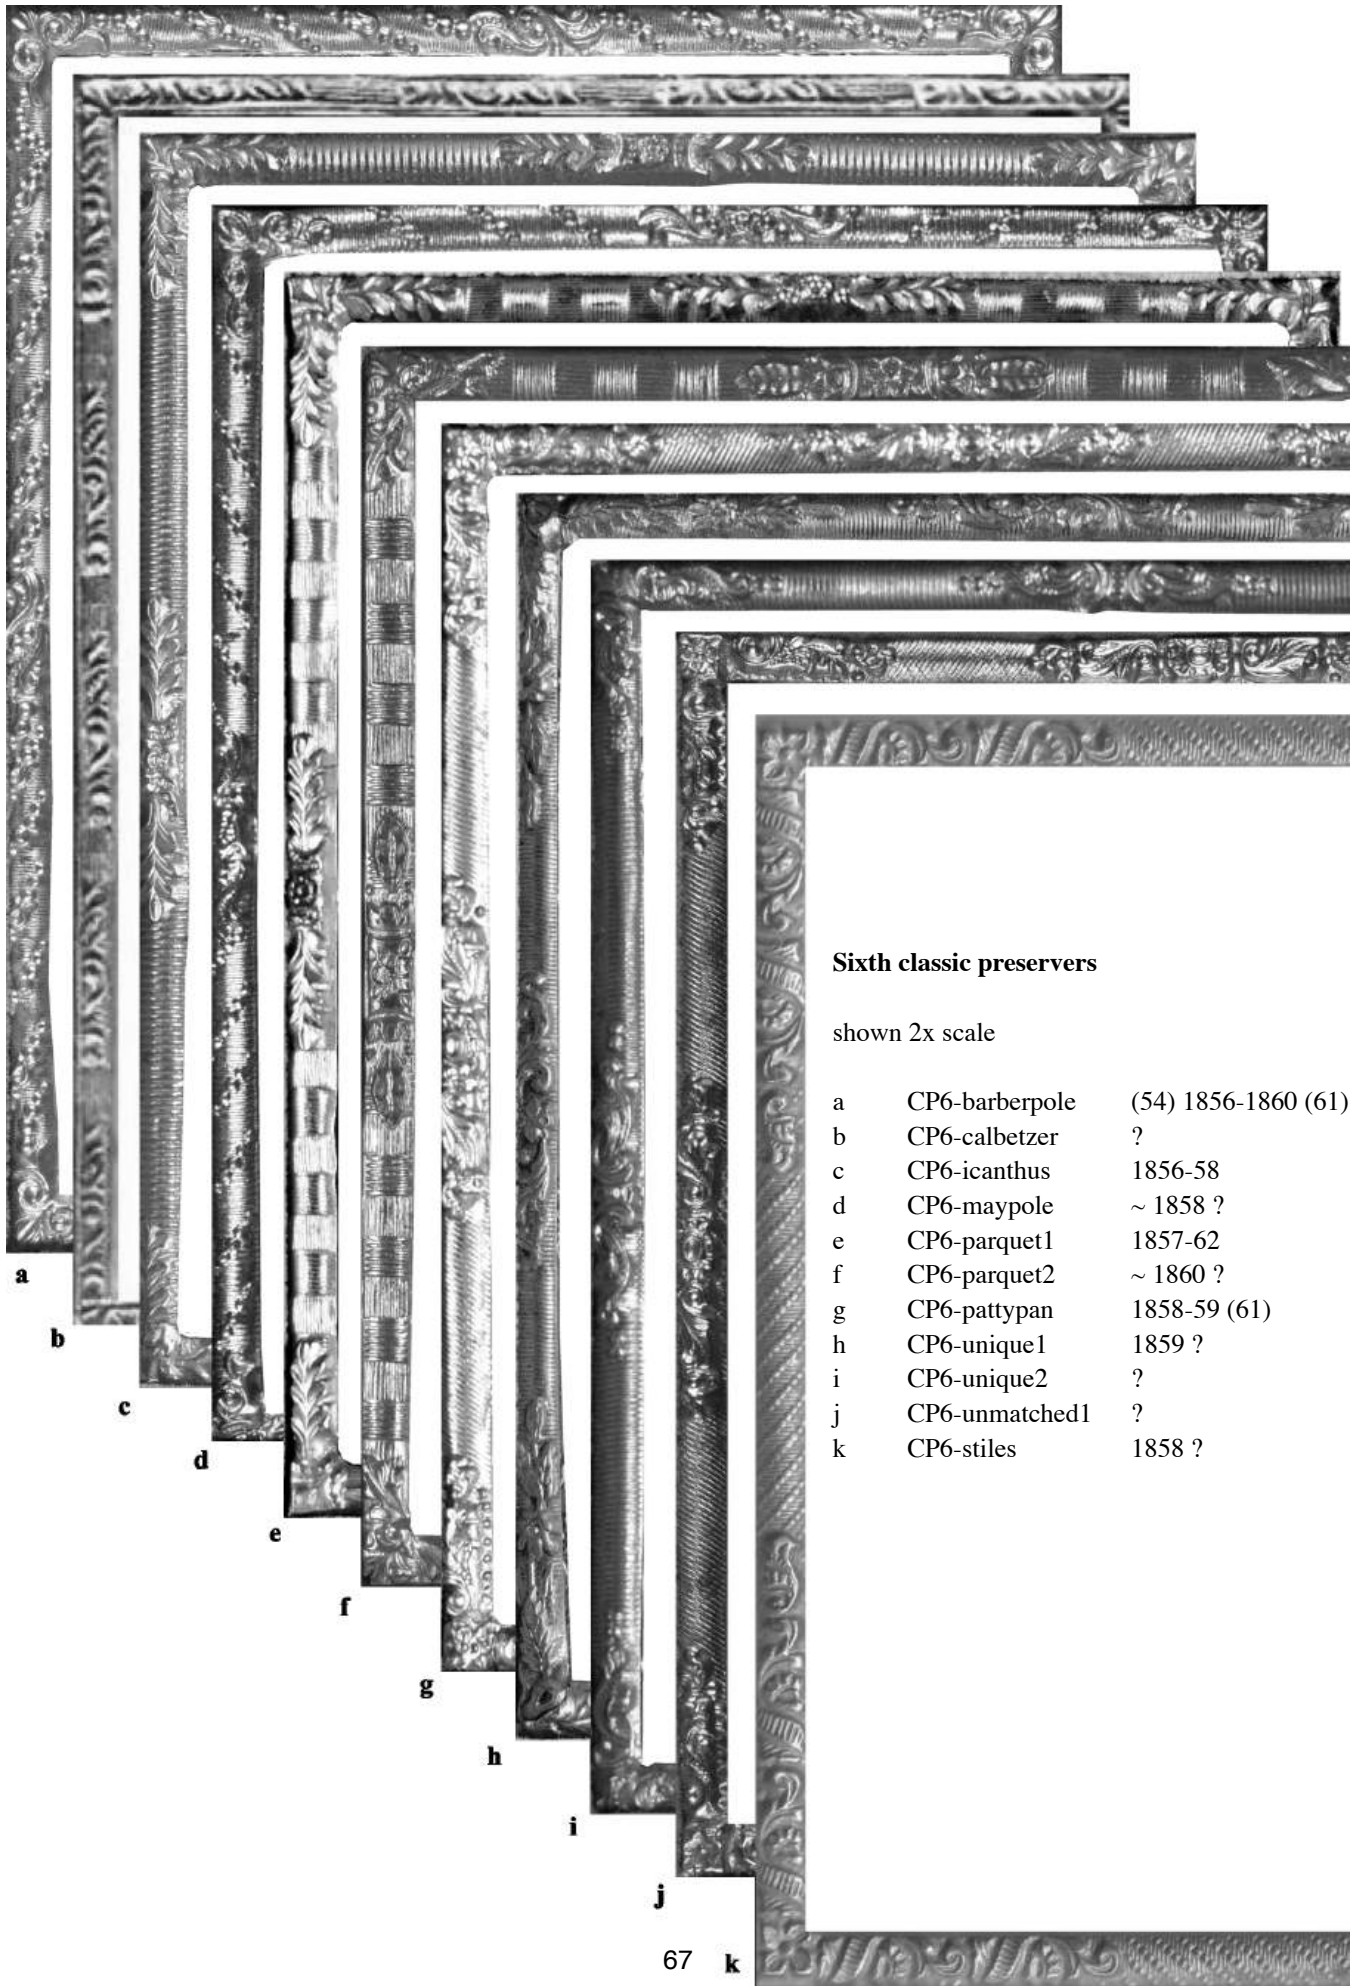 Sixth classic preservers
shown 2x scale
a CP6-barberpole (54) 1856-1860 (61)
b CP6-calbetzer ?
c CP6-icanthus 1856-58
d CP6-maypole ~ 1858 ?
e CP6-parquet1 1857-62
f CP6-parquet2 ~ 1860 ?
g CP6-pattypan 1858-59 (61)
h CP6-unique1 1859 ?
i CP6-unique2 ?
j CP6-unmatched1 ?
k CP6-stiles 1858 ?
a
b
c
d
e
f
g
h
i
j
k
67